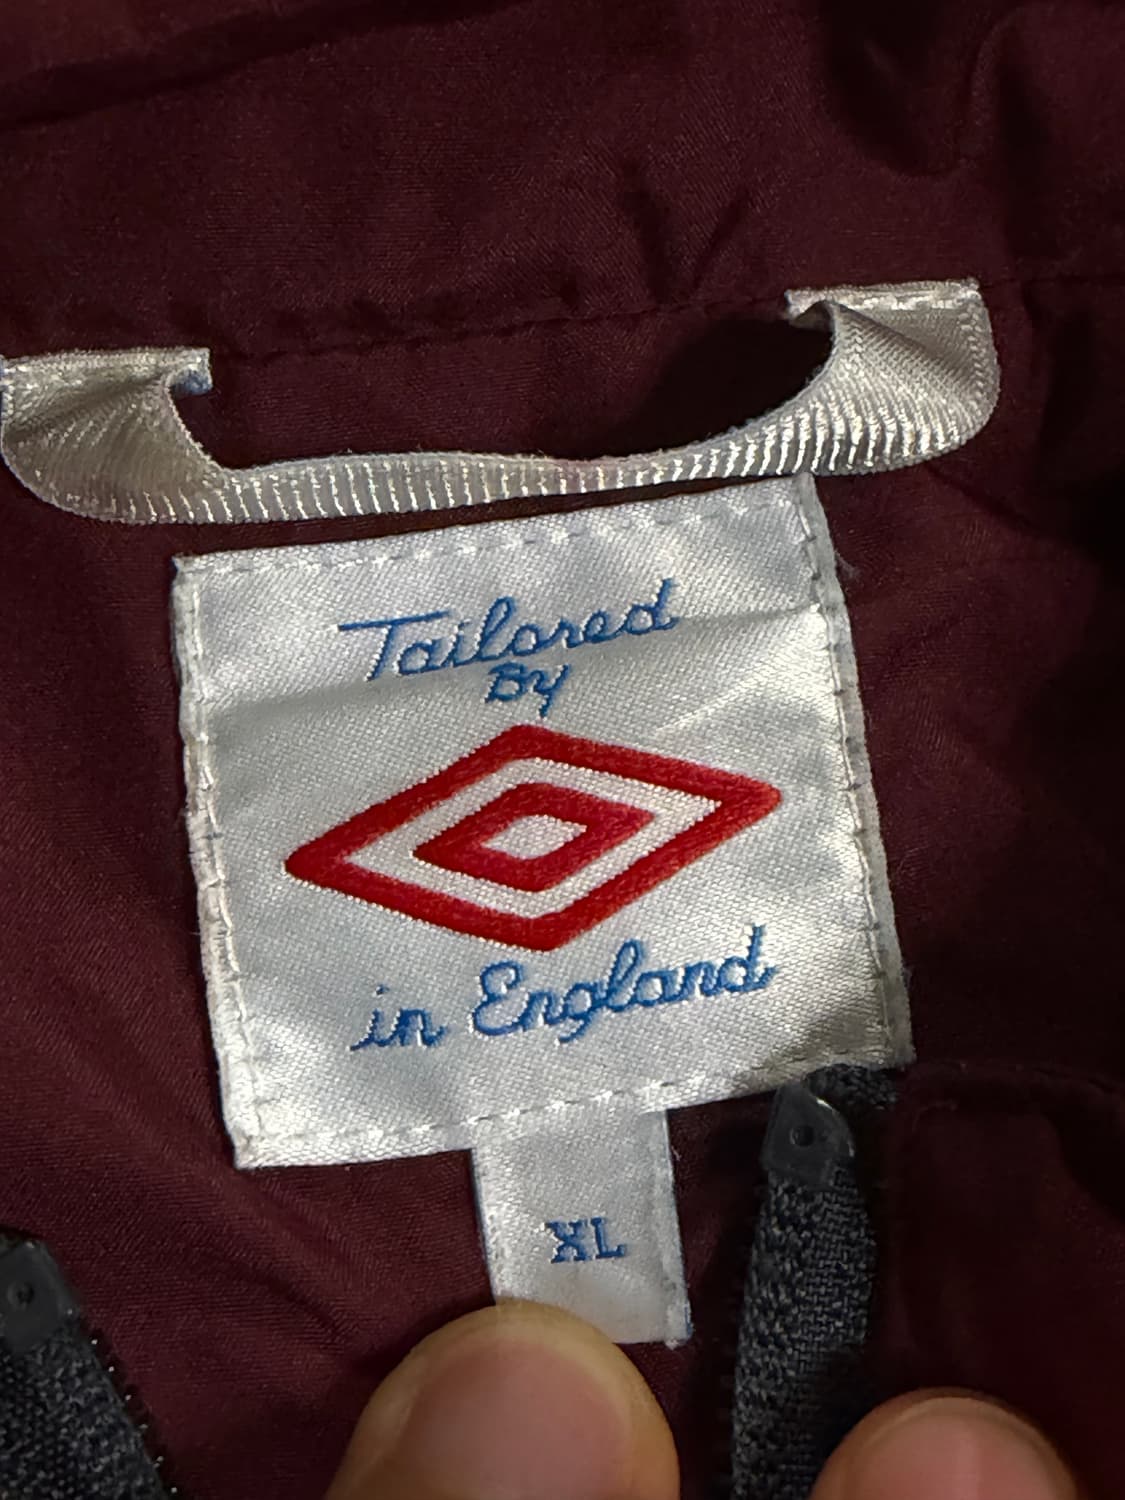 Tailored
By
in England
XL